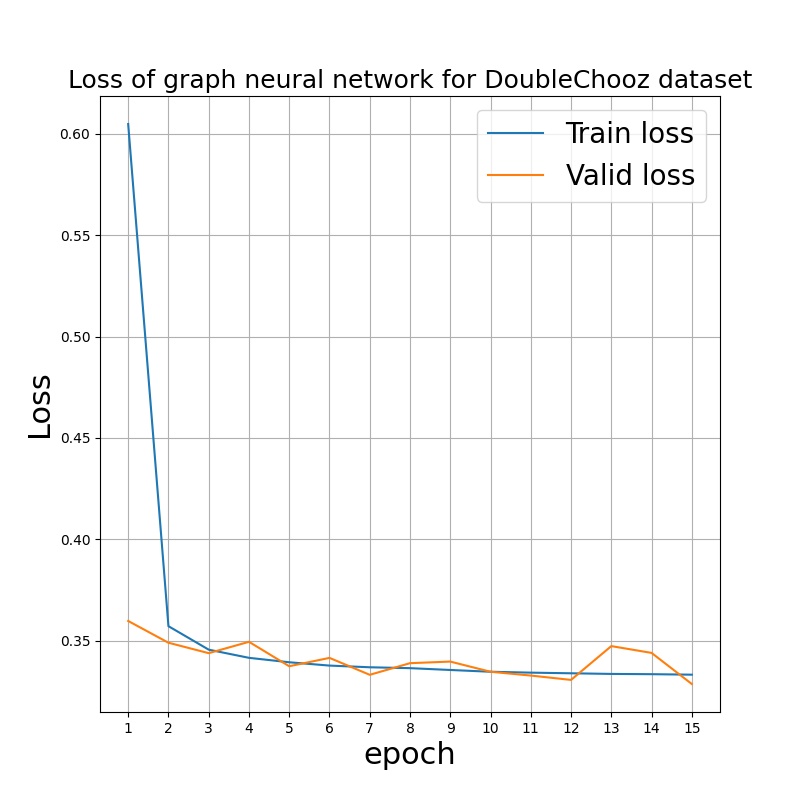 Loss of graph neural network for DoubleChooz dataset
Train loss
Valid loss
0.60
0.55
0.50
0.45
0.40
0.35
Loss
1 2 3 4 5 6 7 8 9 10 11 12 13 14 15
epoch